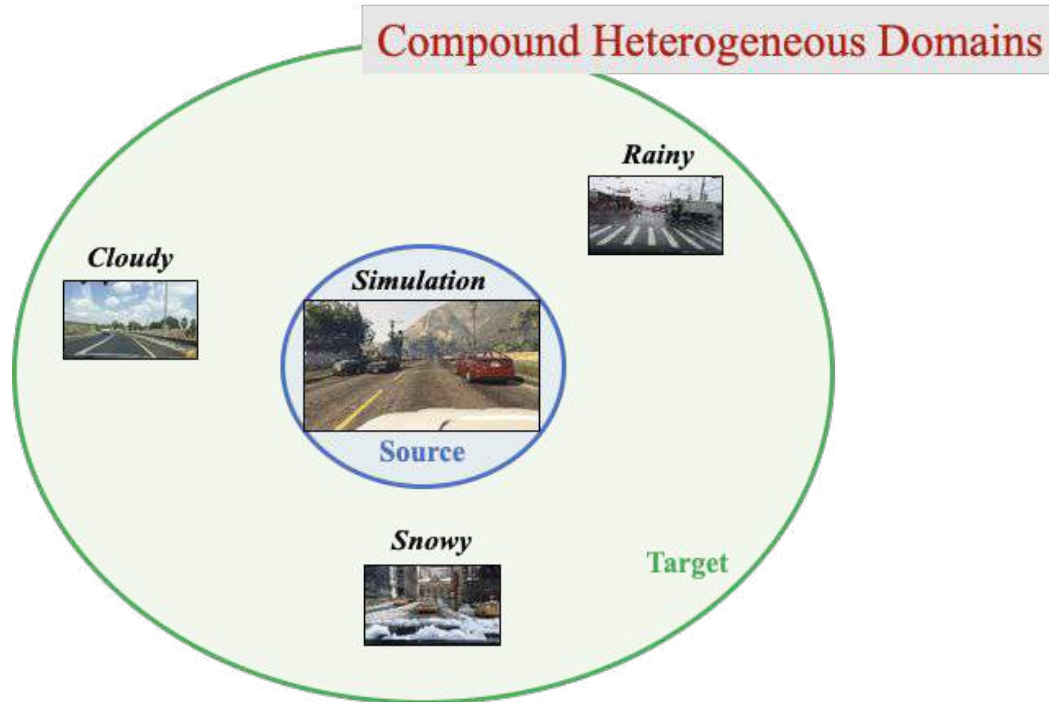 Compound Heterogeneous Domains
Rainy
Cloudy
Simulation
Source
Snowy
Target